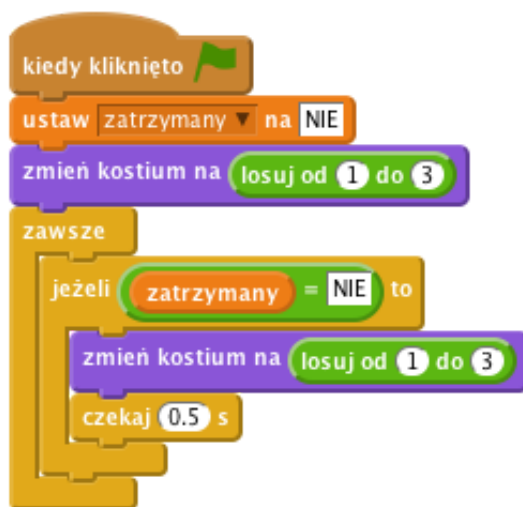 kiedy kliknięto
ustaw zatrzymany na NIE
zmień kostium na losuj od 1 do 3
zawsze
jeżeli zatrzymany = NIE to
zmień kostium na losuj od 1 do 3
czekaj 0.5 s